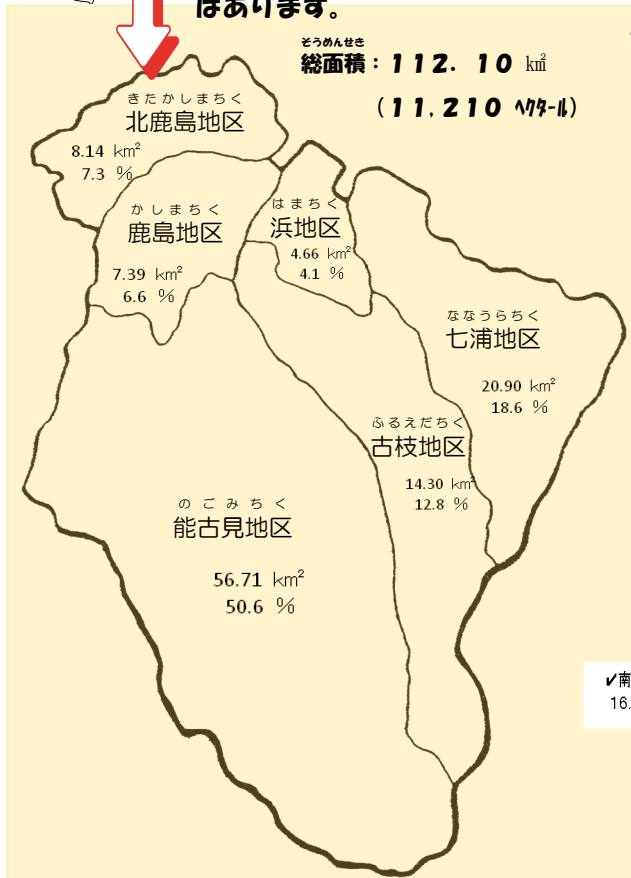 はあります。
そうめんせき
総面積：112．10 ㎢
（11,210 ﾍｸﾀｰﾙ）
きたかしまちく
北鹿島地区
8.14 km²
7.3 %
かしまちく
鹿島地区
7.39 km²
6.6 %
はまちく
浜地区
4.66 km²
4.1 %
ななうらちく
七浦地区
20.90 km²
18.6 %
ふるえだちく
古枝地区
14.30 km²
12.8 %
のごみちく
能古見地区
56.71 km²
50.6 %
✔南
16.